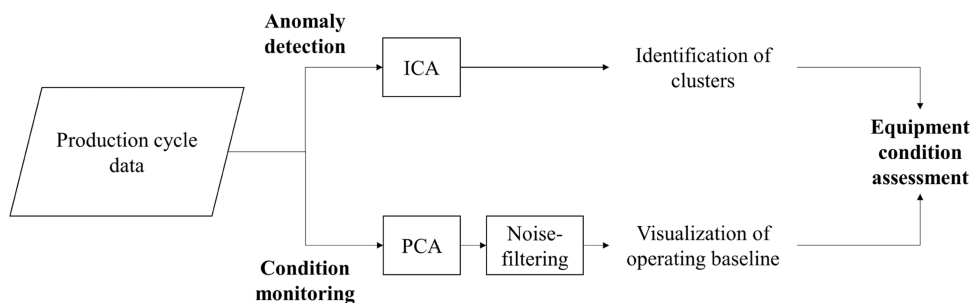 Anomaly
detection
ICA
Identification of
clusters
Production cycle
data
Equipment
condition
assessment
PCA
Noise-
filtering
Visualization of
operating baseline
Condition
monitoring